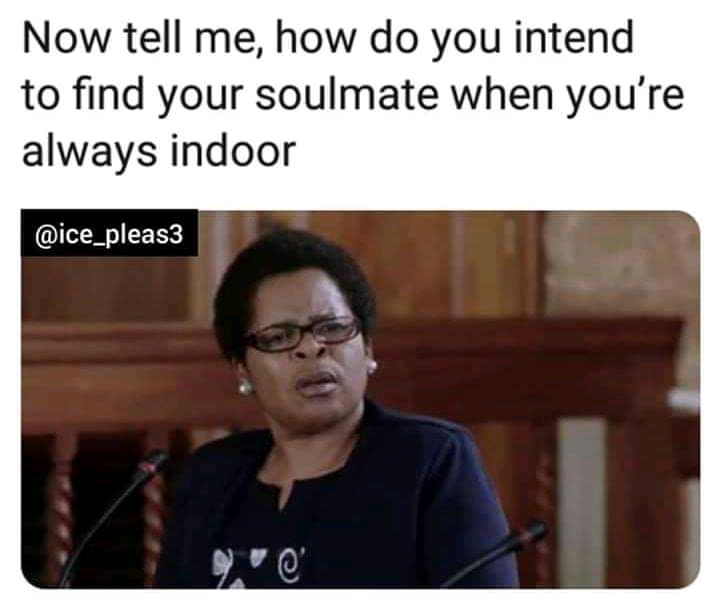 Now tell me, how do you intend
to find your soulmate when you're
always indoor
@ice_pleas3